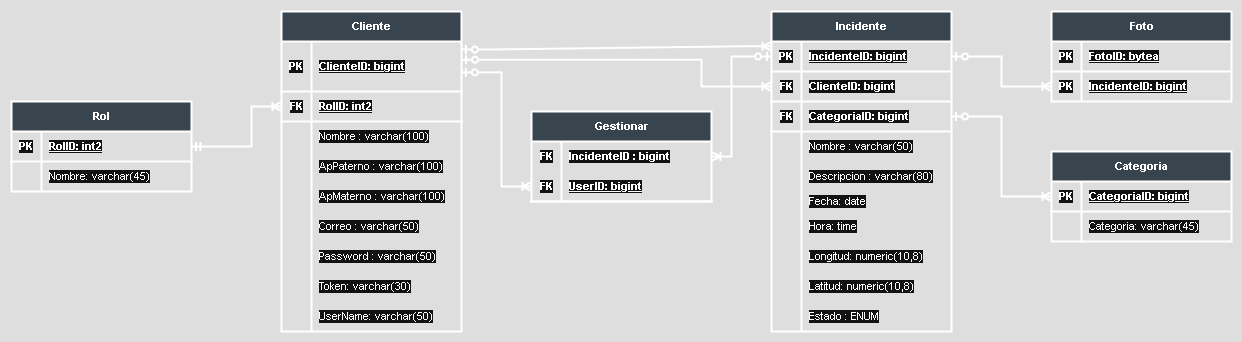 Rol
PK RolID: int2
Nombre: varchar(45)
Cliente
PK ClienteID: bigint
FK RolID: int2
Nombre : varchar(100)
ApPaterno : varchar(100)
ApMaterno : varchar(100)
Correo : varchar(50)
Password : varchar(50)
Token: varchar(30)
UserName: varchar(50)
Gestionar
FK IncidenteID : bigint
FK UserID: bigint
Incidente
PK IncidenteID: bigint
FK ClienteID: bigint
FK CategoriaID: bigint
Nombre : varchar(50)
Descripcion : varchar(80)
Fecha: date
Hora: time
Longitud: numeric(10,8)
Latitud: numeric(10,8)
Estado : ENUM
Foto
PK FotoID: bytea
PK IncidenteID: bigint
Categoria
PK CategoriaID: bigint
Categoria: varchar(45)